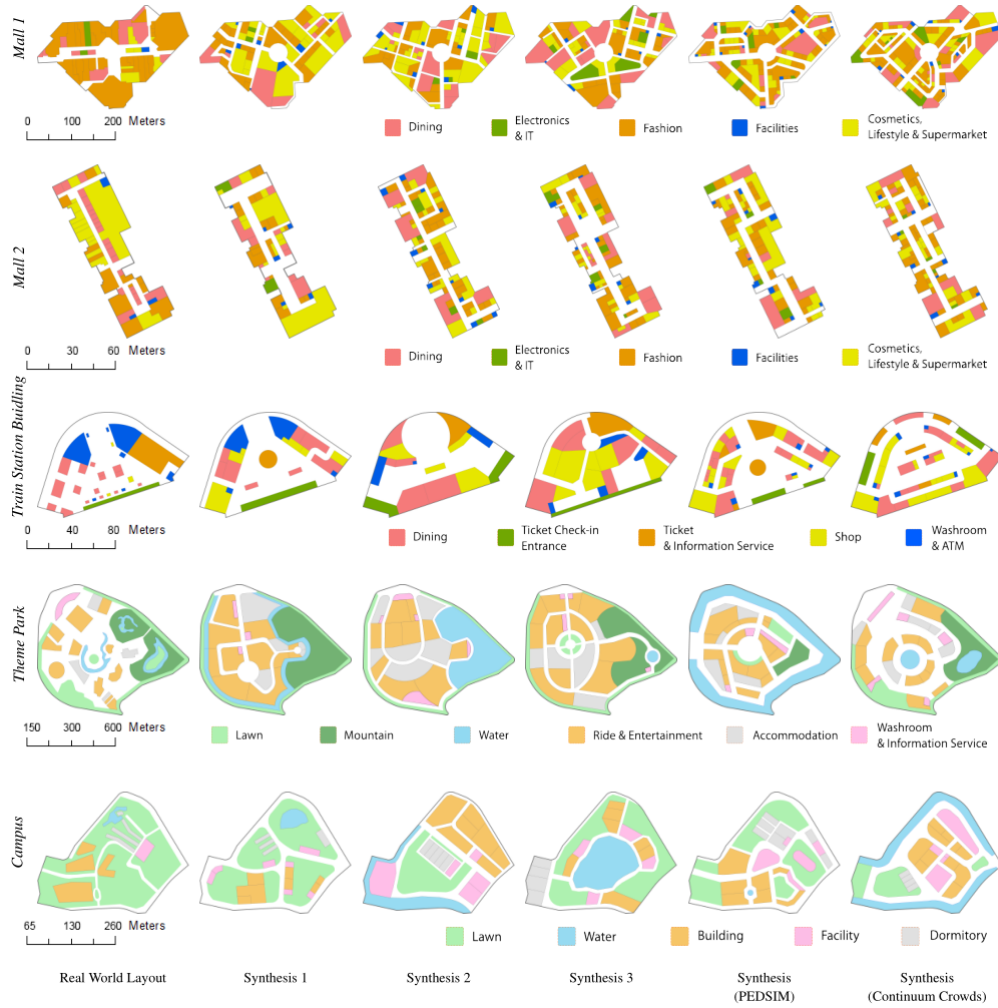 Mall 1
0 100 200 Meters
Dining
Electronics
& IT
Fashion
Facilities
Cosmetics,
Lifestyle & Supermarket
Mall 2
0 30 60 Meters
Dining
Electronics
& IT
Fashion
Facilities
Cosmetics,
Lifestyle & Supermarket
Train Station Buidling
0 40 80 Meters
Dining
Ticket Check-in
Entrance
Ticket
& Information Service
Shop
Washroom
& ATM
Theme Park
150 300 600 Meters
Lawn
Mountain
Water
Ride & Entertainment
Accommodation
Washroom
& Information Service
Campus
65 130 260 Meters
Lawn
Water
Building
Facility
Dormitory
Real World Layout
Synthesis 1
Synthesis 2
Synthesis 3
Synthesis
(PEDSIM)
Synthesis
(Continuum Crowds)